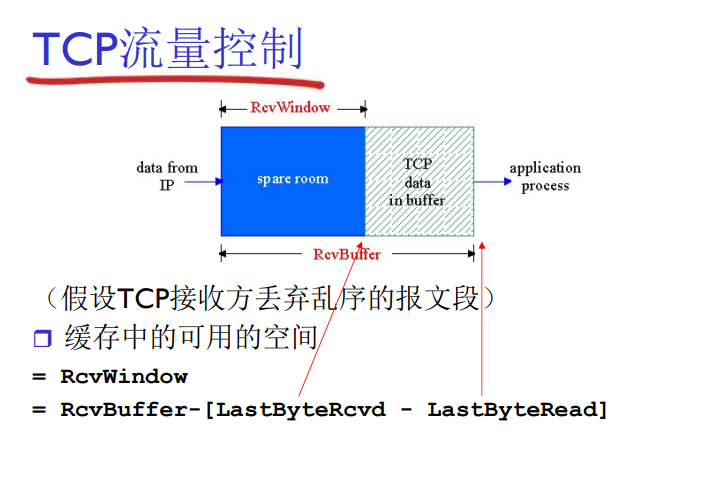 TCP流量控制
RcvWindow
data from
IP
spare room
TCP
data
in buffer
application
process
RcvBuffer
（假设TCP接收方丢弃乱序的报文段）
缓存中的可用的空间
= RcvWindow
= RcvBuffer-[LastByteRcvd - LastByteRead]